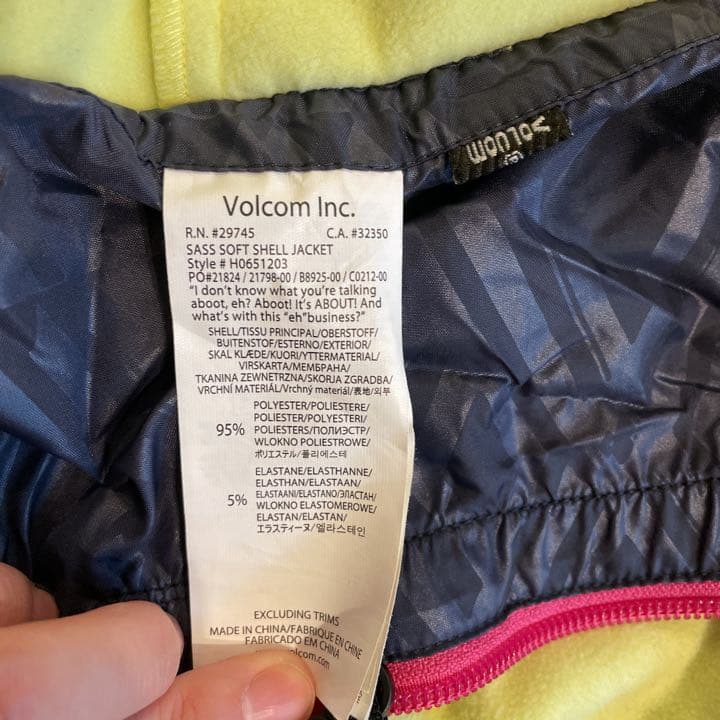 VOLCOM
Volcom Inc.
R.N. #29745 C.A. #32350
SASS SOFT SHELL JACKET
Style # H0651203
PO#21824 / 21798-00 / B8925-00 / C0212-00
"I don't know what you're talking
aboot, eh? Aboot! It's ABOUT! And
what's with this "eh"business?"
SHELL/TISSU PRINCIPAL/OBERSTOFF/
BUITENSTOF/ESTERNO/EXTERIOR/
SKAL KLÆDE/KUORI/YTTERMATERIAL/
VIRSKARTA/МЕМБРАНА/
TKANINA ZEWNETRZNA/SKORJA ZGRADBA/
VRCHNÍ MATERIÁL/Vrchný materiál/表地/외부
POLYESTER/POLIESTERE/
POLIESTER/POLYESTERI/
95% POLIESTERS/ПОЛИЭСТР/
WLOKNO POLIESTROWE/
ポリエステル/폴리에스테
ELASTANE/ELASTHANNE/
ELASTHAN/ELASTAAN/
5% ELASTAANI/ELASTANO/ЭЛАСТАН/
WLOKNO ELASTOMEROWE/
ELASTAN/ELASTAN/
エラスティーヌ/엘라스테인
EXCLUDING TRIMS
MADE IN CHINA/FABRIQUE EN CHINE
FABRICADO EM CHINA
volcom.com